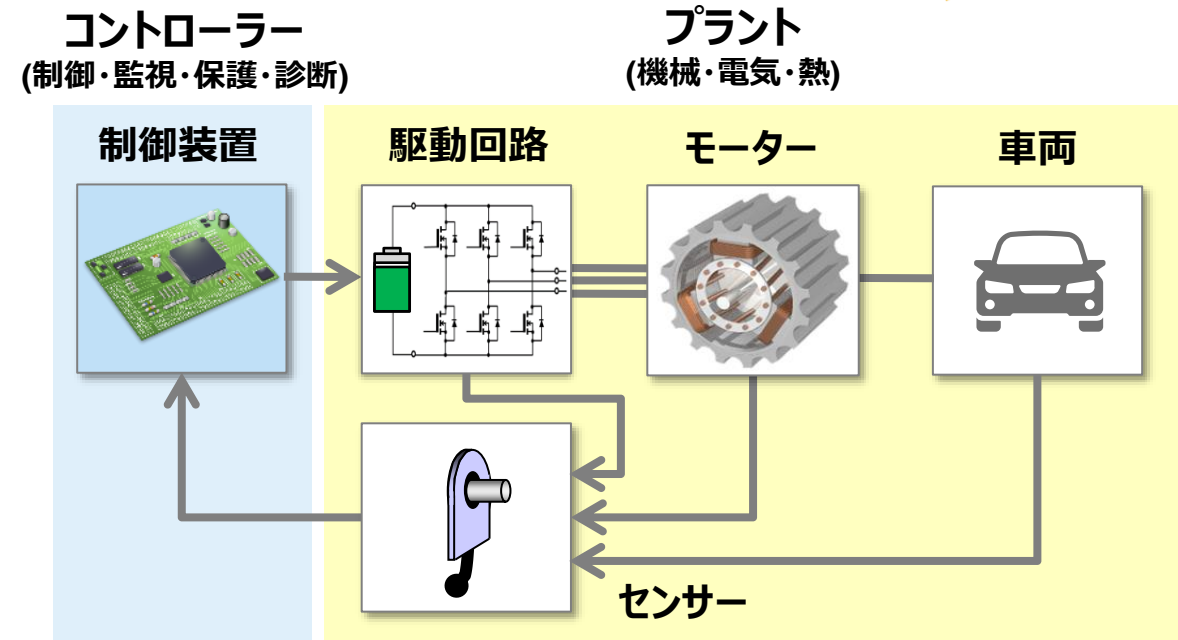 コントローラー
(制御・監視・保護・診断)
プラント
(機械・電気・熱)
制御装置
駆動回路
モーター
車両
センサー